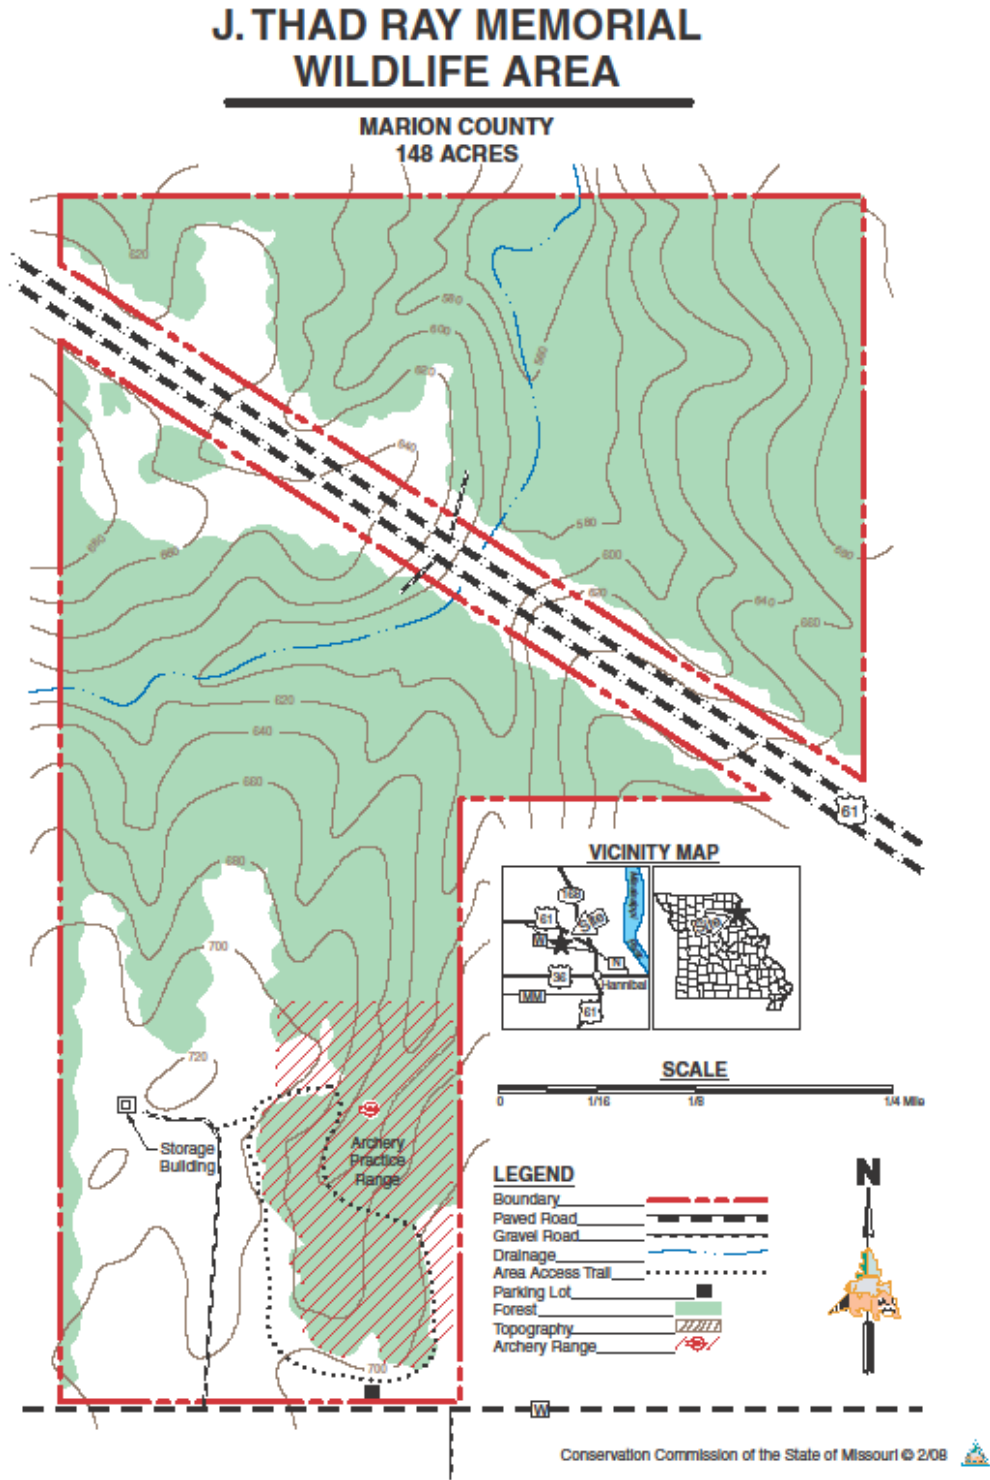 J. THAD RAY MEMORIAL
WILDLIFE AREA
MARION COUNTY
148 ACRES
620
580
600
620
560
640
680
660
580
600
620
640
660
680
620
640
660
680
700
720
61
VICINITY MAP
168
61
W
36
MM
N
Hannibal
61
Mississippi
Storage
Building
Archery
Practice
Range
700
SCALE
0 1/16 1/8 1/4 Mile
LEGEND
Boundary
Paved Road
Gravel Road
Drainage
Area Access Trail
Parking Lot
Forest
Topography
Archery Range
N
W
Conservation Commission of the State of Missouri © 2/08